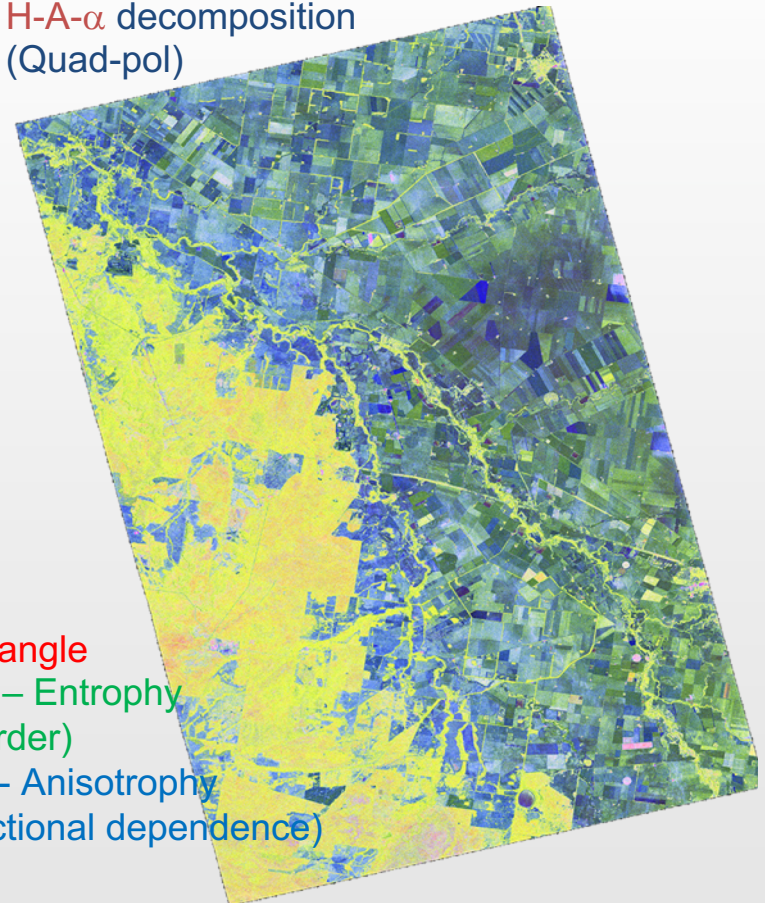 H-A-α decomposition
(Quad-pol)
angle
– Entrophy
rder)
- Anisotrophy
ctional dependence)